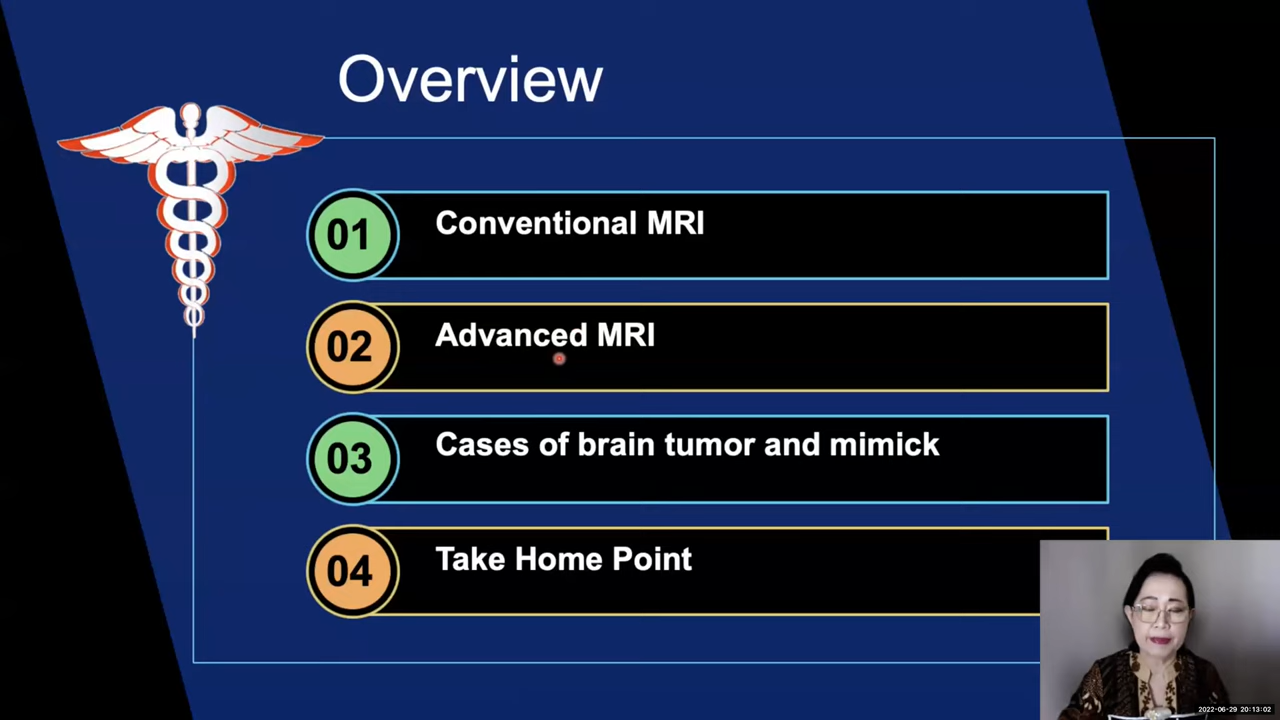 Overview
01
Conventional MRI
02
Advanced MRI
03
Cases of brain tumor and mimick
04
Take Home Point
2022-06-29 20:13:02